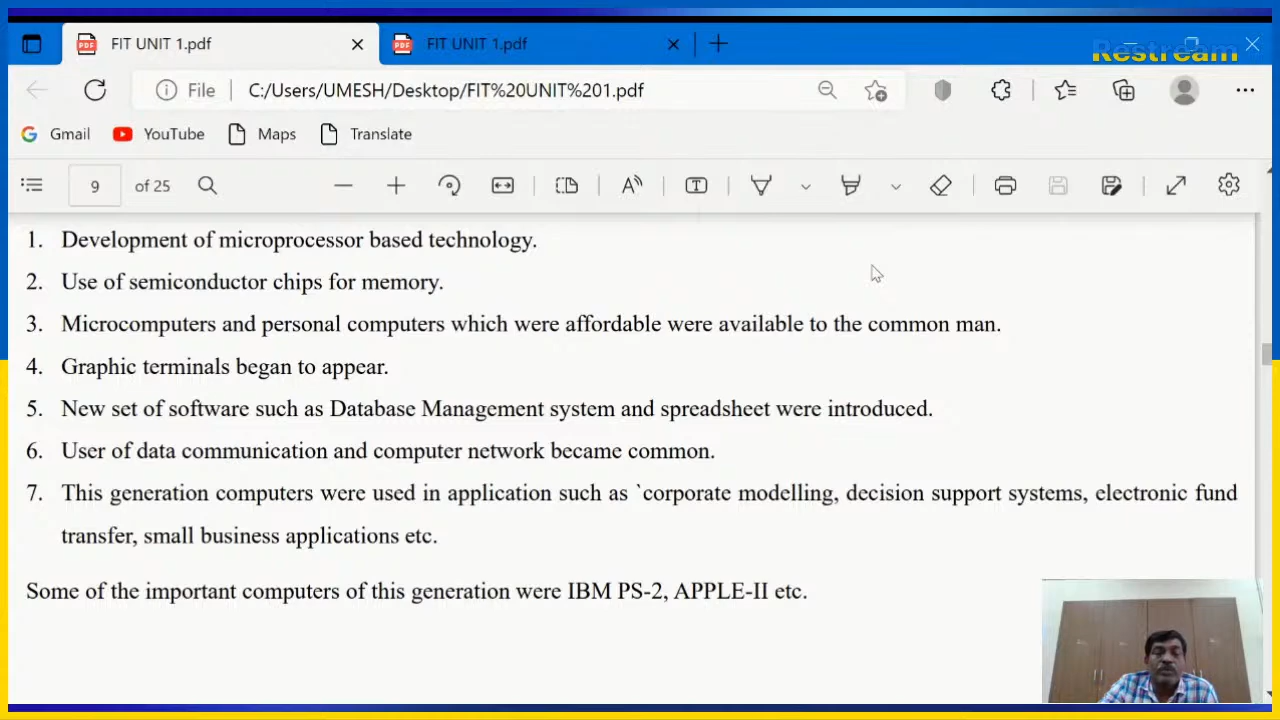 FIT UNIT 1.pdf
FIT UNIT 1.pdf
Restream
File
C:/Users/UMESH/Desktop/FIT%20UNIT%201.pdf
Gmail
YouTube
Maps
Translate
9 of 25
1. Development of microprocessor based technology.
2. Use of semiconductor chips for memory.
3. Microcomputers and personal computers which were affordable were available to the common man.
4. Graphic terminals began to appear.
5. New set of software such as Database Management system and spreadsheet were introduced.
6. User of data communication and computer network became common.
7. This generation computers were used in application such as `corporate modelling, decision support systems, electronic fund
transfer, small business applications etc.
Some of the important computers of this generation were IBM PS-2, APPLE-II etc.